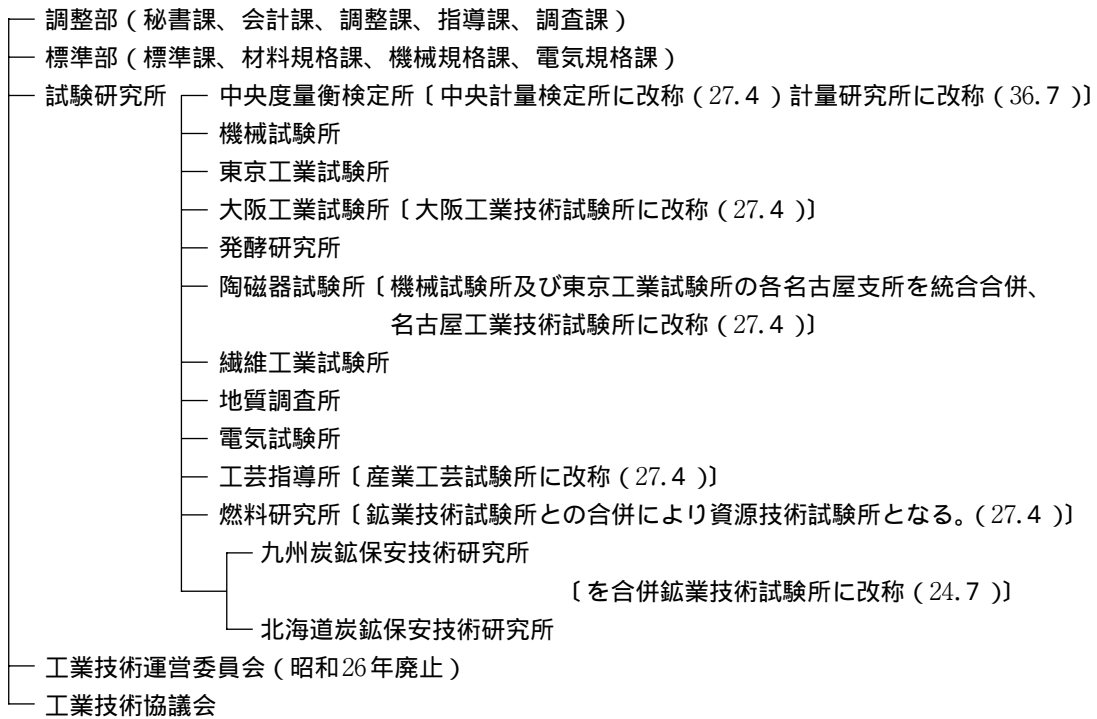 調整部(秘書課、会計課、調整課、指導課、調査課)
標準部(標準課、材料規格課、機械規格課、電気規格課)
試験研究所 中央度量衡検定所〔中央計量検定所に改称(27.4)計量研究所に改称(36.7)〕
機械試験所
東京工業試験所
大阪工業試験所〔大阪工業技術試験所に改称(27.4)〕
発酵研究所
陶磁器試験所〔機械試験所及び東京工業試験所の各名古屋支所を統合合併、
名古屋工業技術試験所に改称(27.4)〕
繊維工業試験所
地質調査所
電気試験所
工芸指導所〔産業工芸試験所に改称(27.4)〕
燃料研究所〔鉱業技術試験所との合併により資源技術試験所となる。(27.4)〕
九州炭鉱保安技術研究所
〔を合併鉱業技術試験所に改称(24.7)〕
北海道炭鉱保安技術研究所
工業技術運営委員会(昭和26年廃止)
工業技術協議会